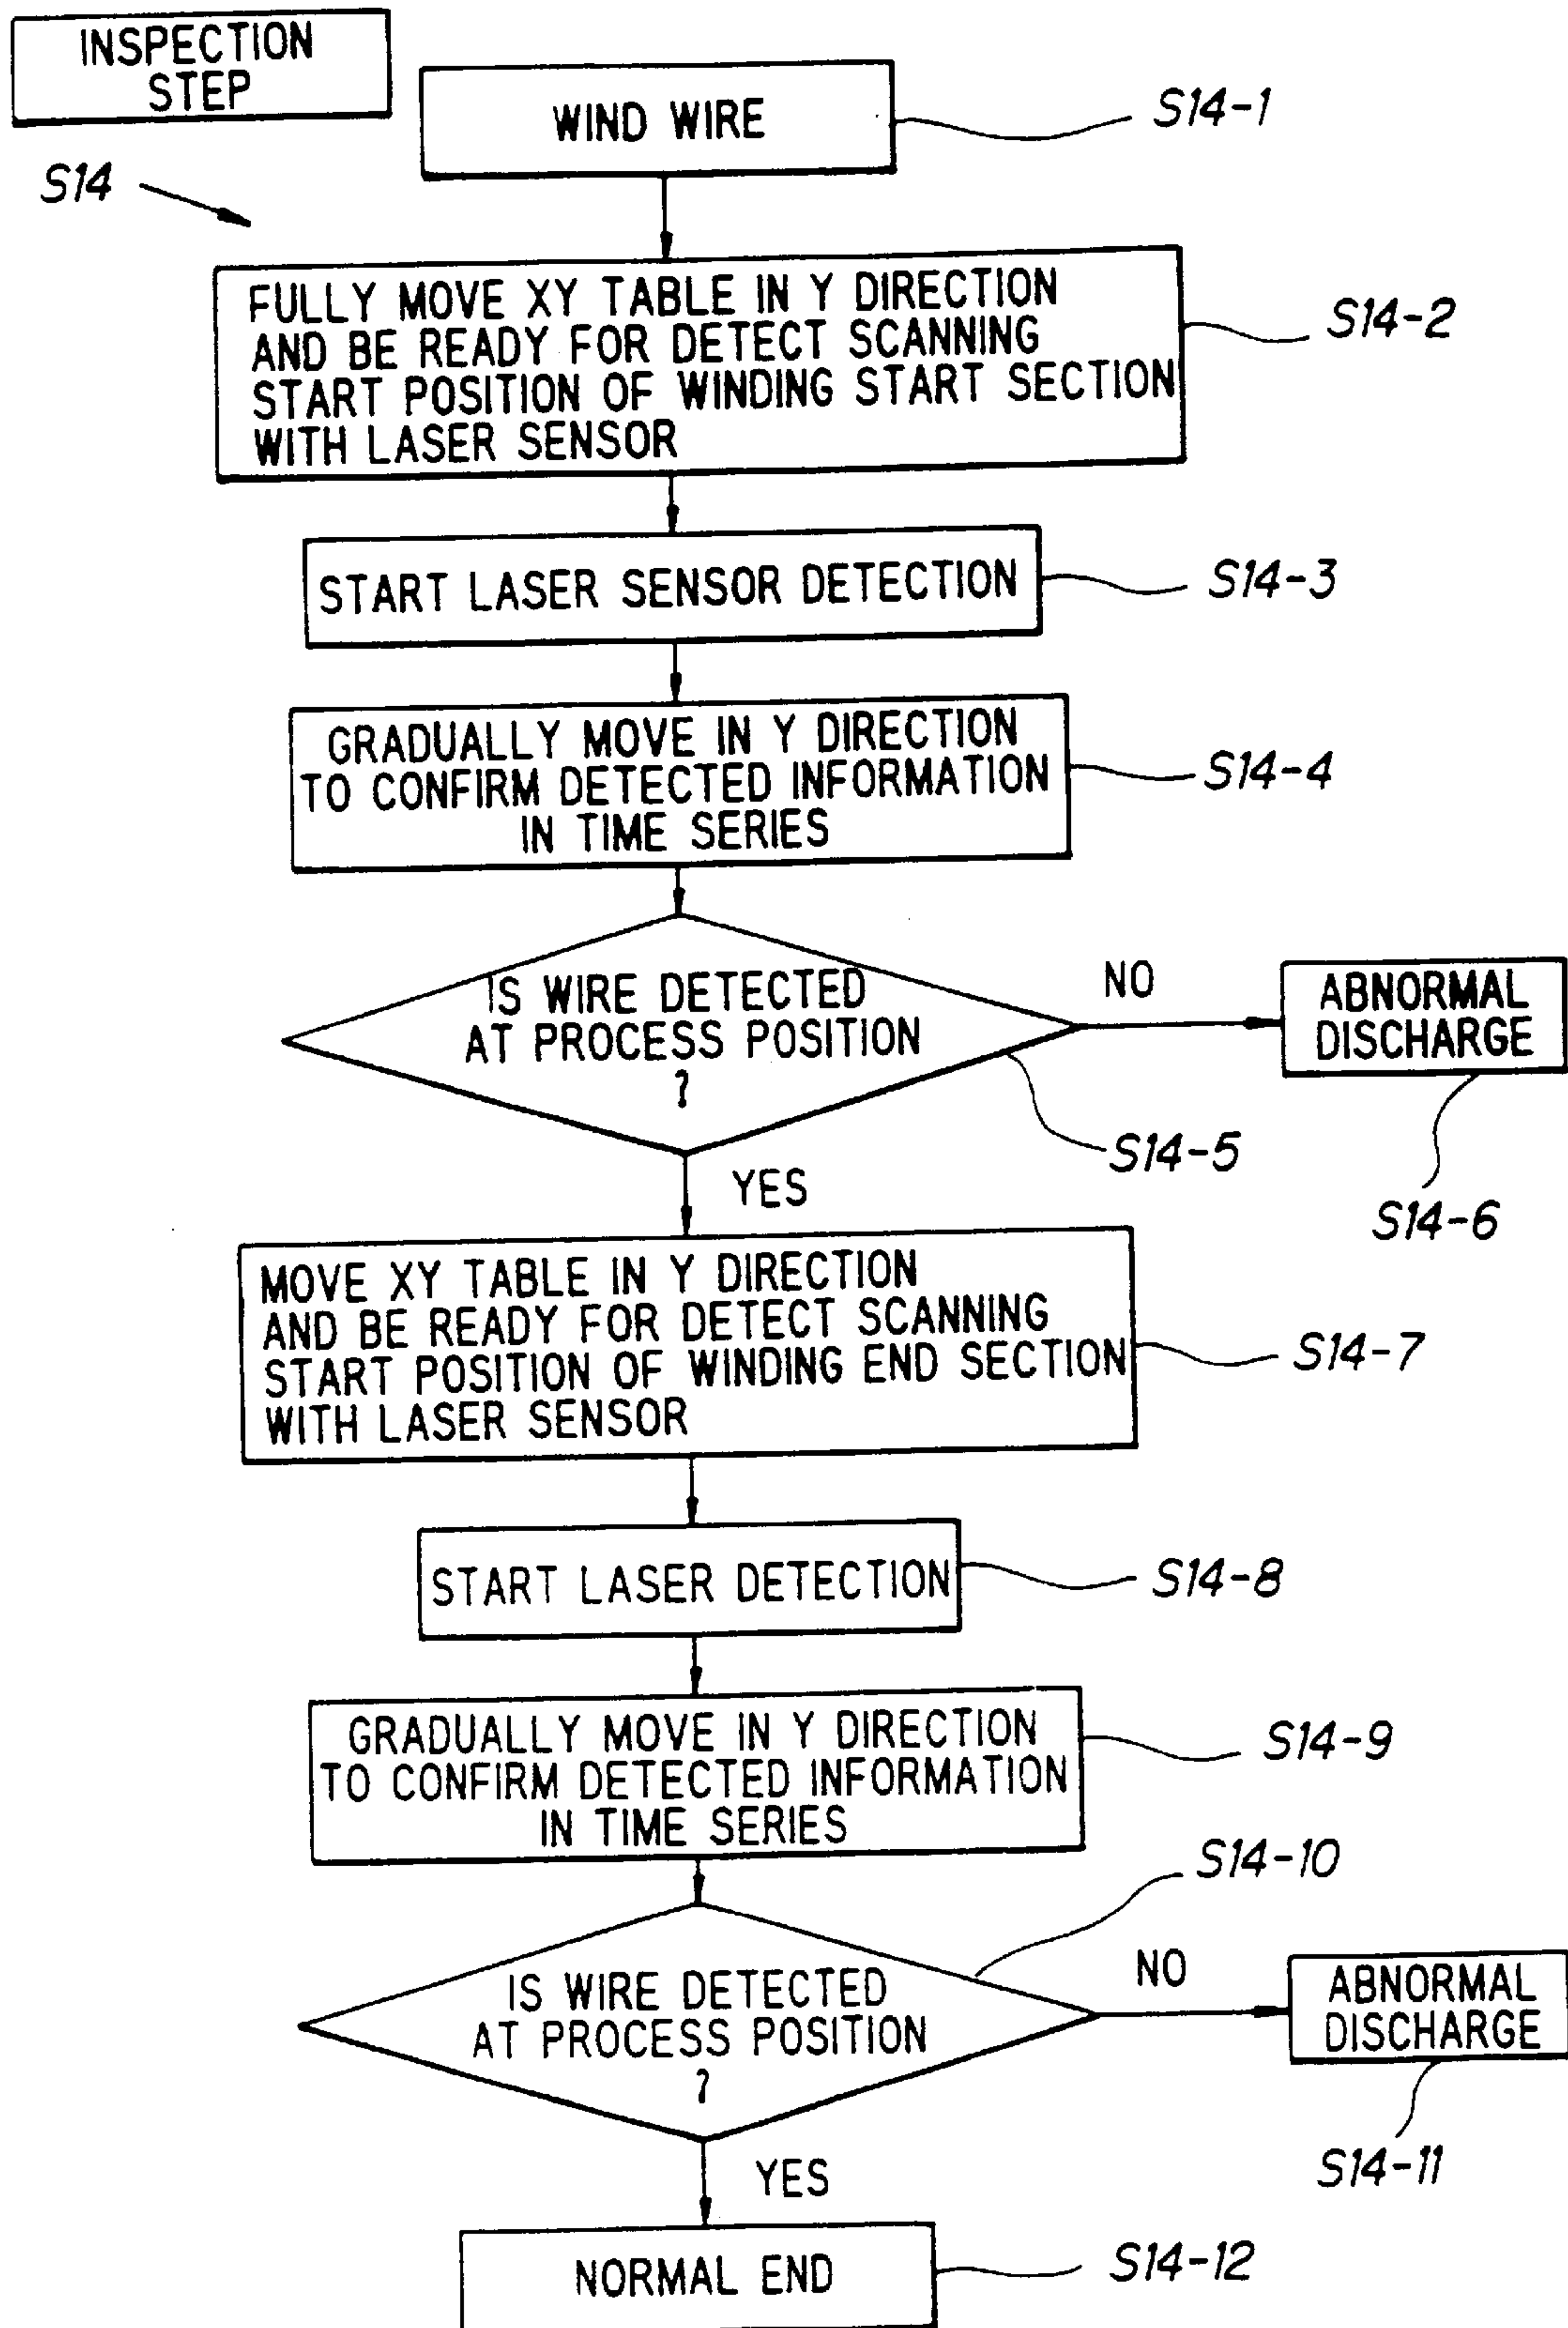 INSPECTION
STEP
WIND WIRE
S14-1
S14
FULLY MOVE XY TABLE IN Y DIRECTION
AND BE READY FOR DETECT SCANNING
START POSITION OF WINDING START SECTION
WITH LASER SENSOR
S14-2
START LASER SENSOR DETECTION
S14-3
GRADUALLY MOVE IN Y DIRECTION
TO CONFIRM DETECTED INFORMATION
IN TIME SERIES
S14-4
IS WIRE DETECTED
AT PROCESS POSITION
?
NO
ABNORMAL
DISCHARGE
S14-5
S14-6
YES
MOVE XY TABLE IN Y DIRECTION
AND BE READY FOR DETECT SCANNING
START POSITION OF WINDING END SECTION
WITH LASER SENSOR
S14-7
START LASER DETECTION
S14-8
GRADUALLY MOVE IN Y DIRECTION
TO CONFIRM DETECTED INFORMATION
IN TIME SERIES
S14-9
S14-10
IS WIRE DETECTED
AT PROCESS POSITION
?
NO
ABNORMAL
DISCHARGE
S14-11
YES
NORMAL END
S14-12